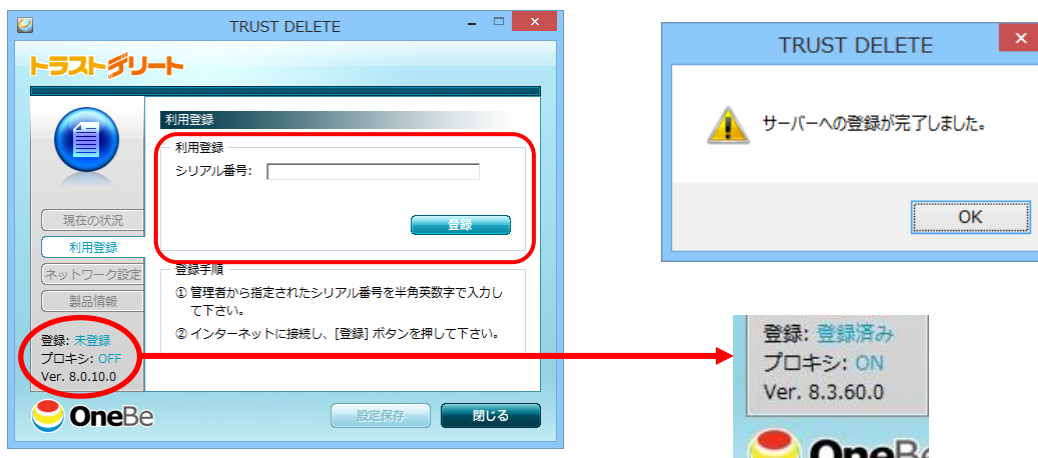 TRUST DELETE
トラストデリート
利用登録
利用登録
シリアル番号:
登録
現在の状況
利用登録
ネットワーク設定
製品情報
登録手順
① 管理者から指定されたシリアル番号を半角英数字で入力し
て下さい。
② インターネットに接続し、[登録] ボタンを押して下さい。
登録: 未登録
プロキシ: OFF
Ver. 8.0.10.0
OneBe
設定保存
閉じる
TRUST DELETE
サーバーへの登録が完了しました。
OK
登録: 登録済み
プロキシ: ON
Ver. 8.3.60.0
OneBe